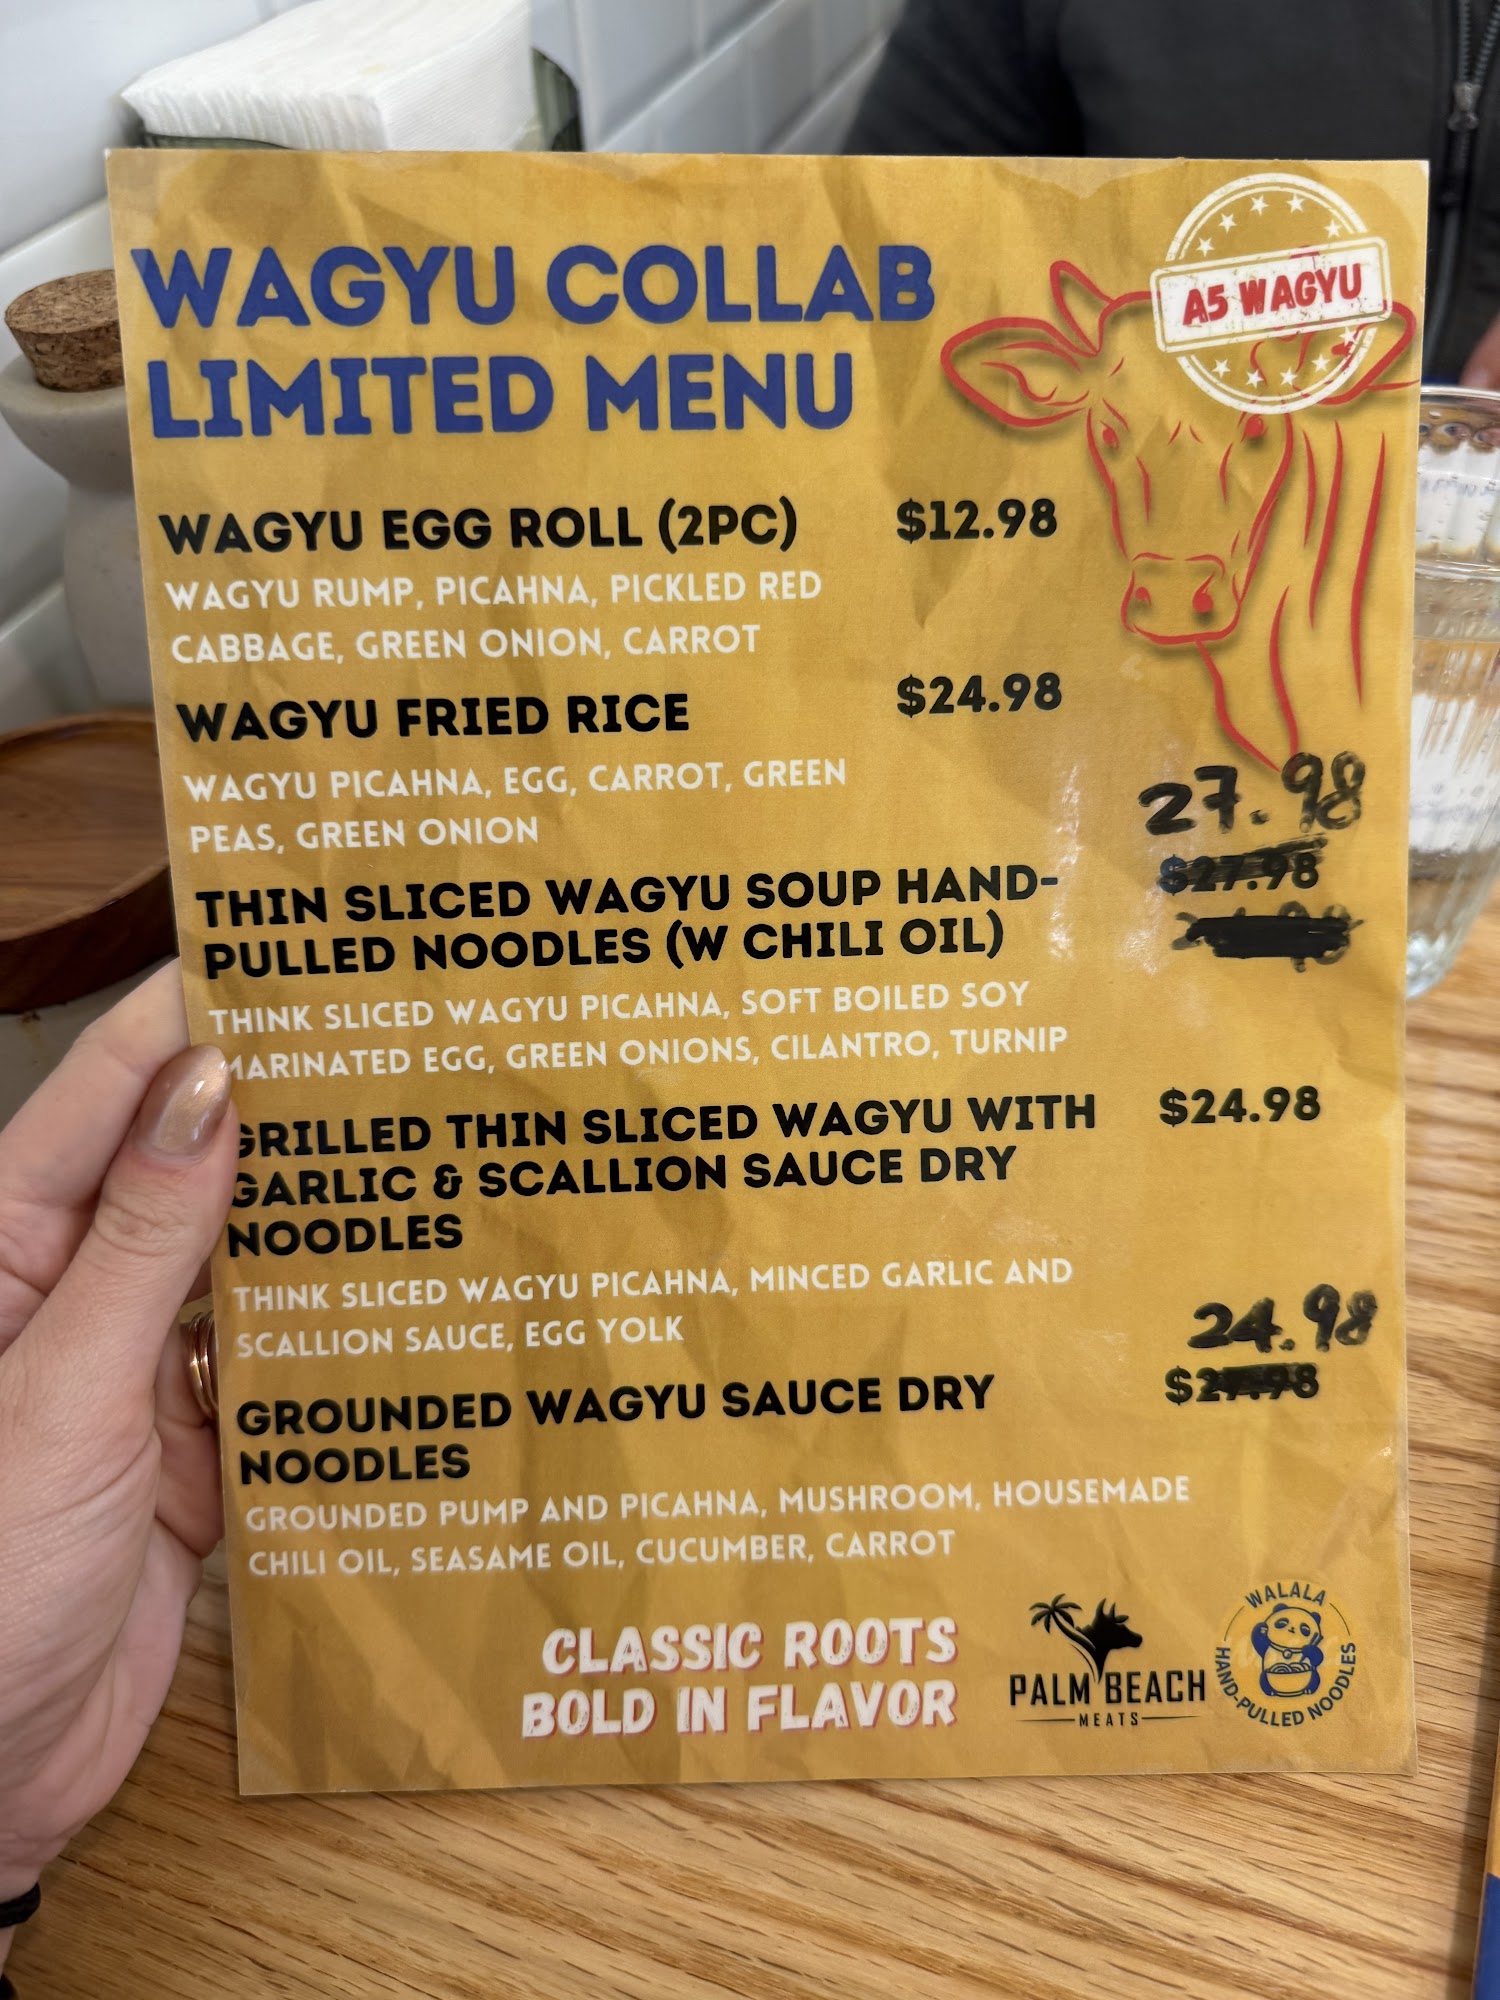 WAGYU COLLAB
LIMITED MENU
A5 WAGYU
WAGYU EGG ROLL (2PC) $12.98
WAGYU RUMP, PICAHNA, PICKLED RED
CABBAGE, GREEN ONION, CARROT
WAGYU FRIED RICE $24.98
WAGYU PICAHNA, EGG, CARROT, GREEN
PEAS, GREEN ONION
27.98
THIN SLICED WAGYU SOUP HAND- $27.98
PULLED NOODLES (W CHILI OIL)
THINK SLICED WAGYU PICAHNA, SOFT BOILED SOY
MARINATED EGG, GREEN ONIONS, CILANTRO, TURNIP
GRILLED THIN SLICED WAGYU WITH $24.98
GARLIC & SCALLION SAUCE DRY
NOODLES
THINK SLICED WAGYU PICAHNA, MINCED GARLIC AND
SCALLION SAUCE, EGG YOLK
24.98
GROUNDED WAGYU SAUCE DRY $27.98
NOODLES
GROUNDED PUMP AND PICAHNA, MUSHROOM, HOUSEMADE
CHILI OIL, SEASAME OIL, CUCUMBER, CARROT
CLASSIC ROOTS
BOLD IN FLAVOR
PALM BEACH
MEATS
WALALA
HAND-PULLED NOODLES